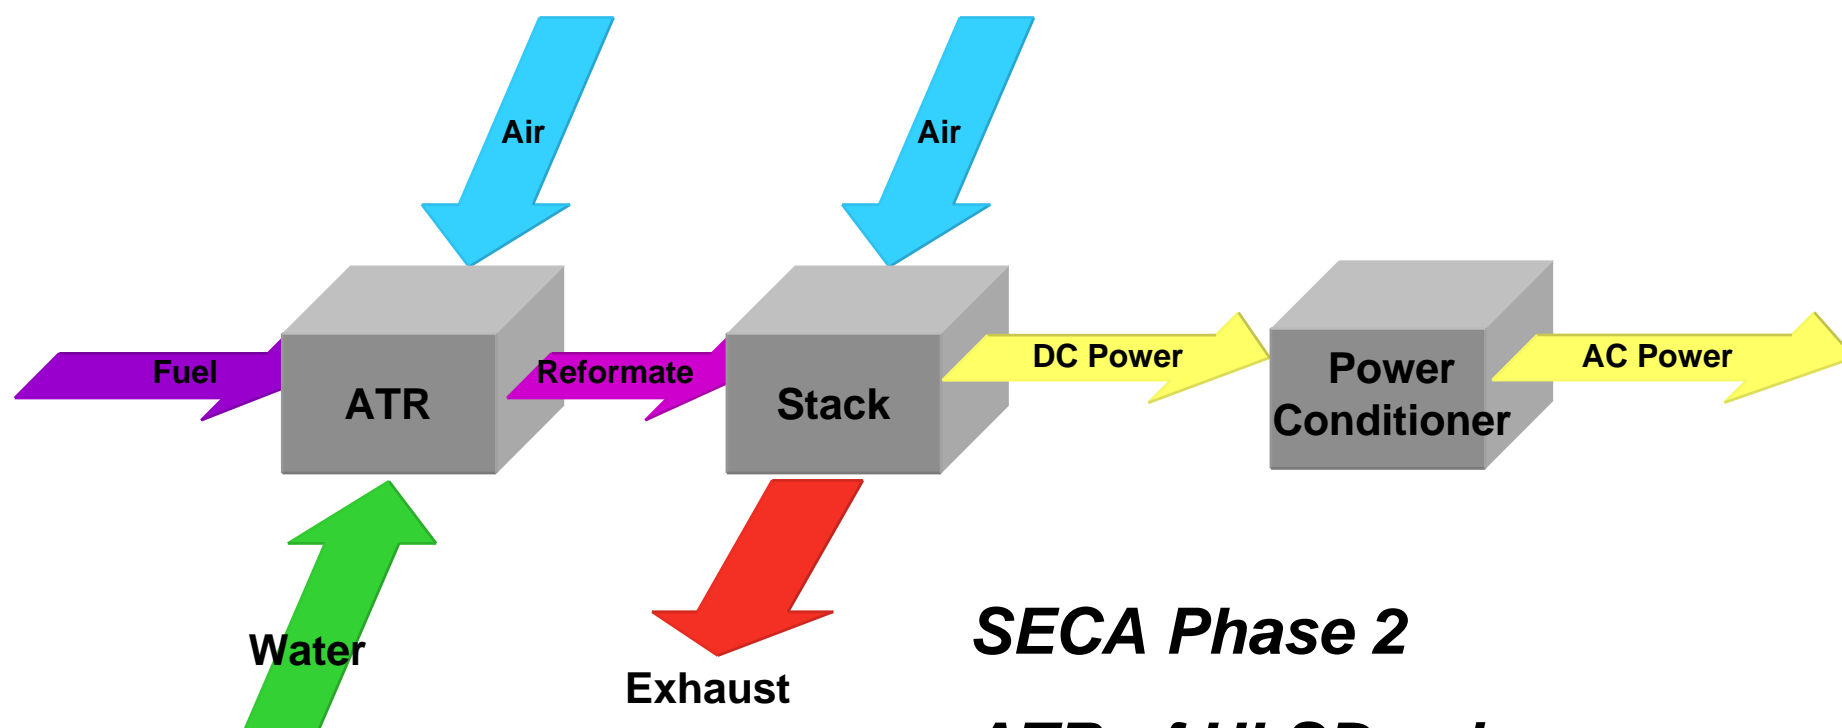 Air
Air
Fuel
ATR
Reformate
Stack
DC Power
Power
Conditioner
AC Power
Water
Exhaust
SECA Phase 2